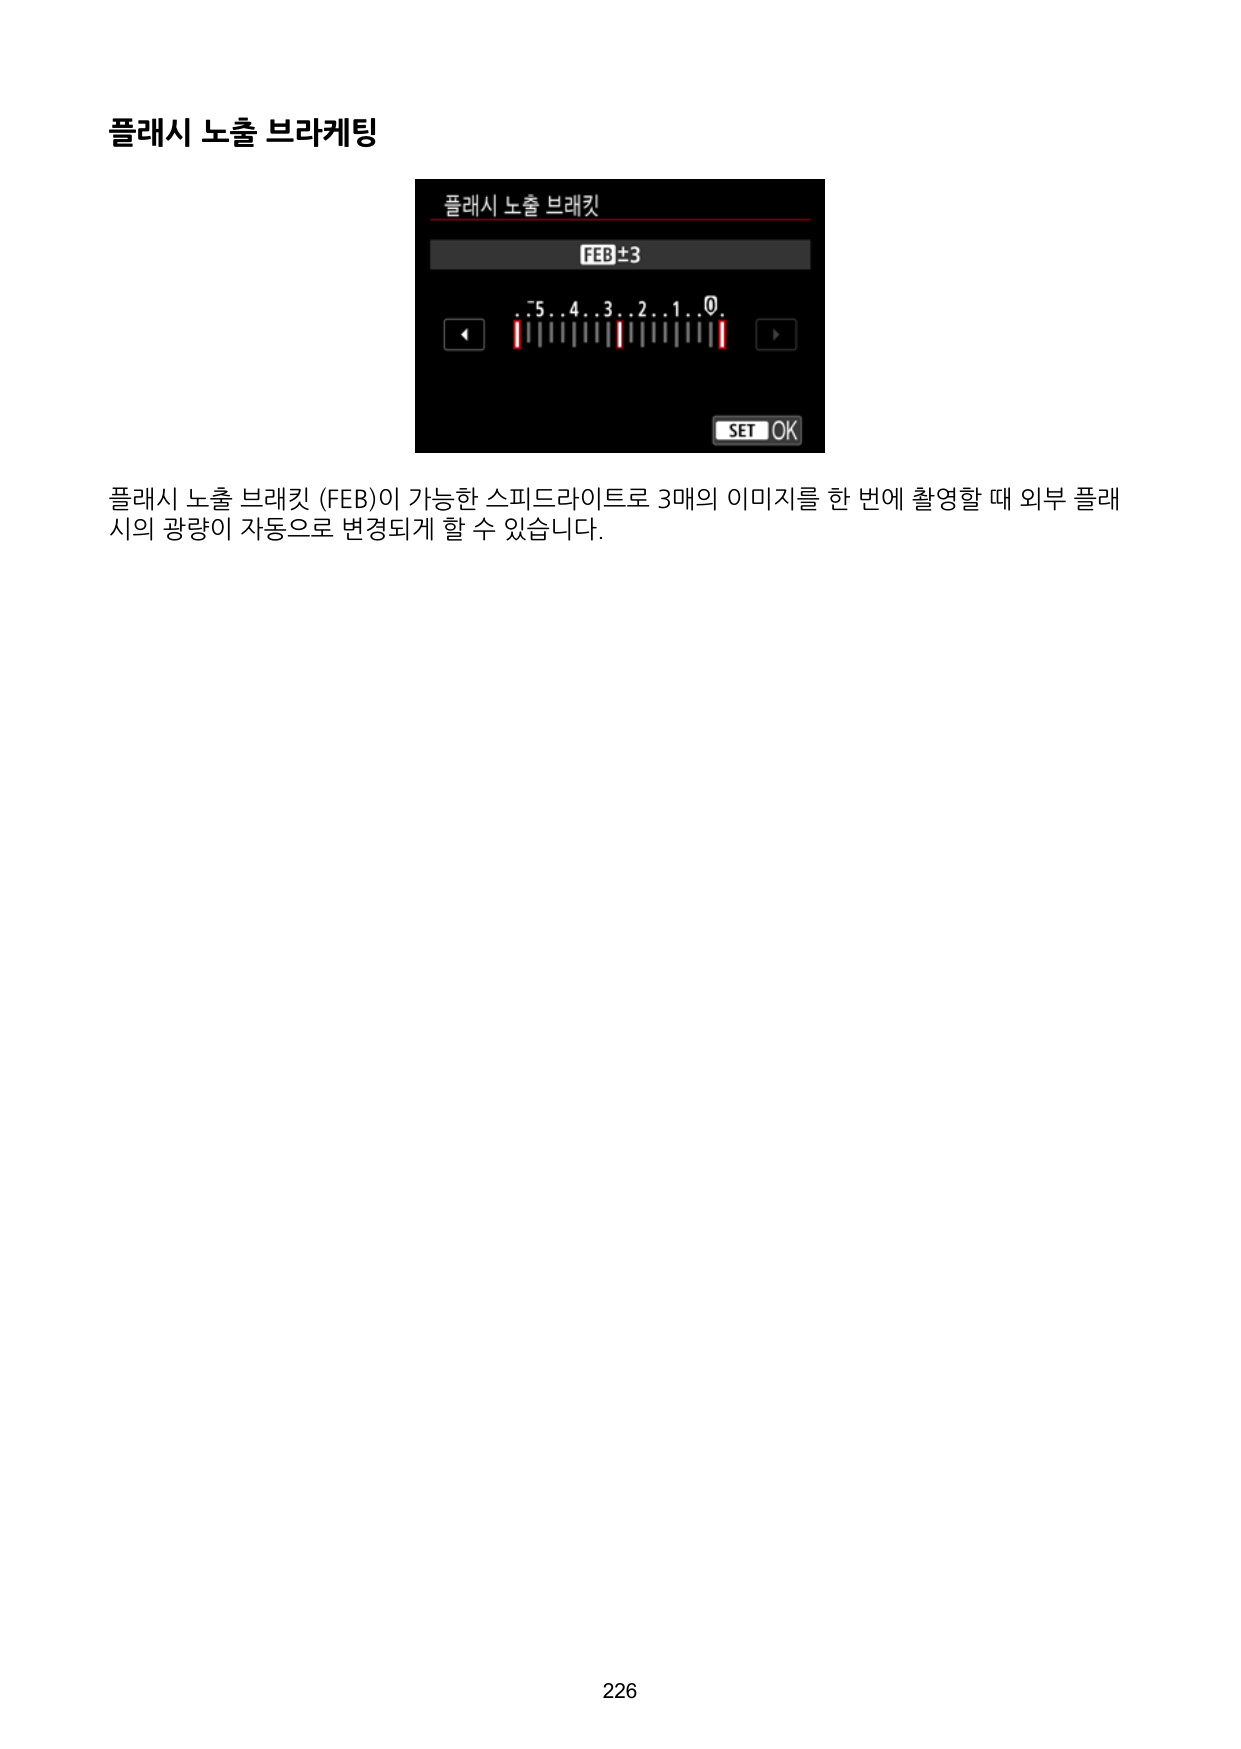 플래시 노출 브라케팅
플래시 노출 브래킷
FEB±3
⁻5..4..3..2..1..0.
SET OK
플래시 노출 브래킷 (FEB)이 가능한 스피드라이트로 3매의 이미지를 한 번에 촬영할 때 외부 플래
시의 광량이 자동으로 변경되게 할 수 있습니다.
226